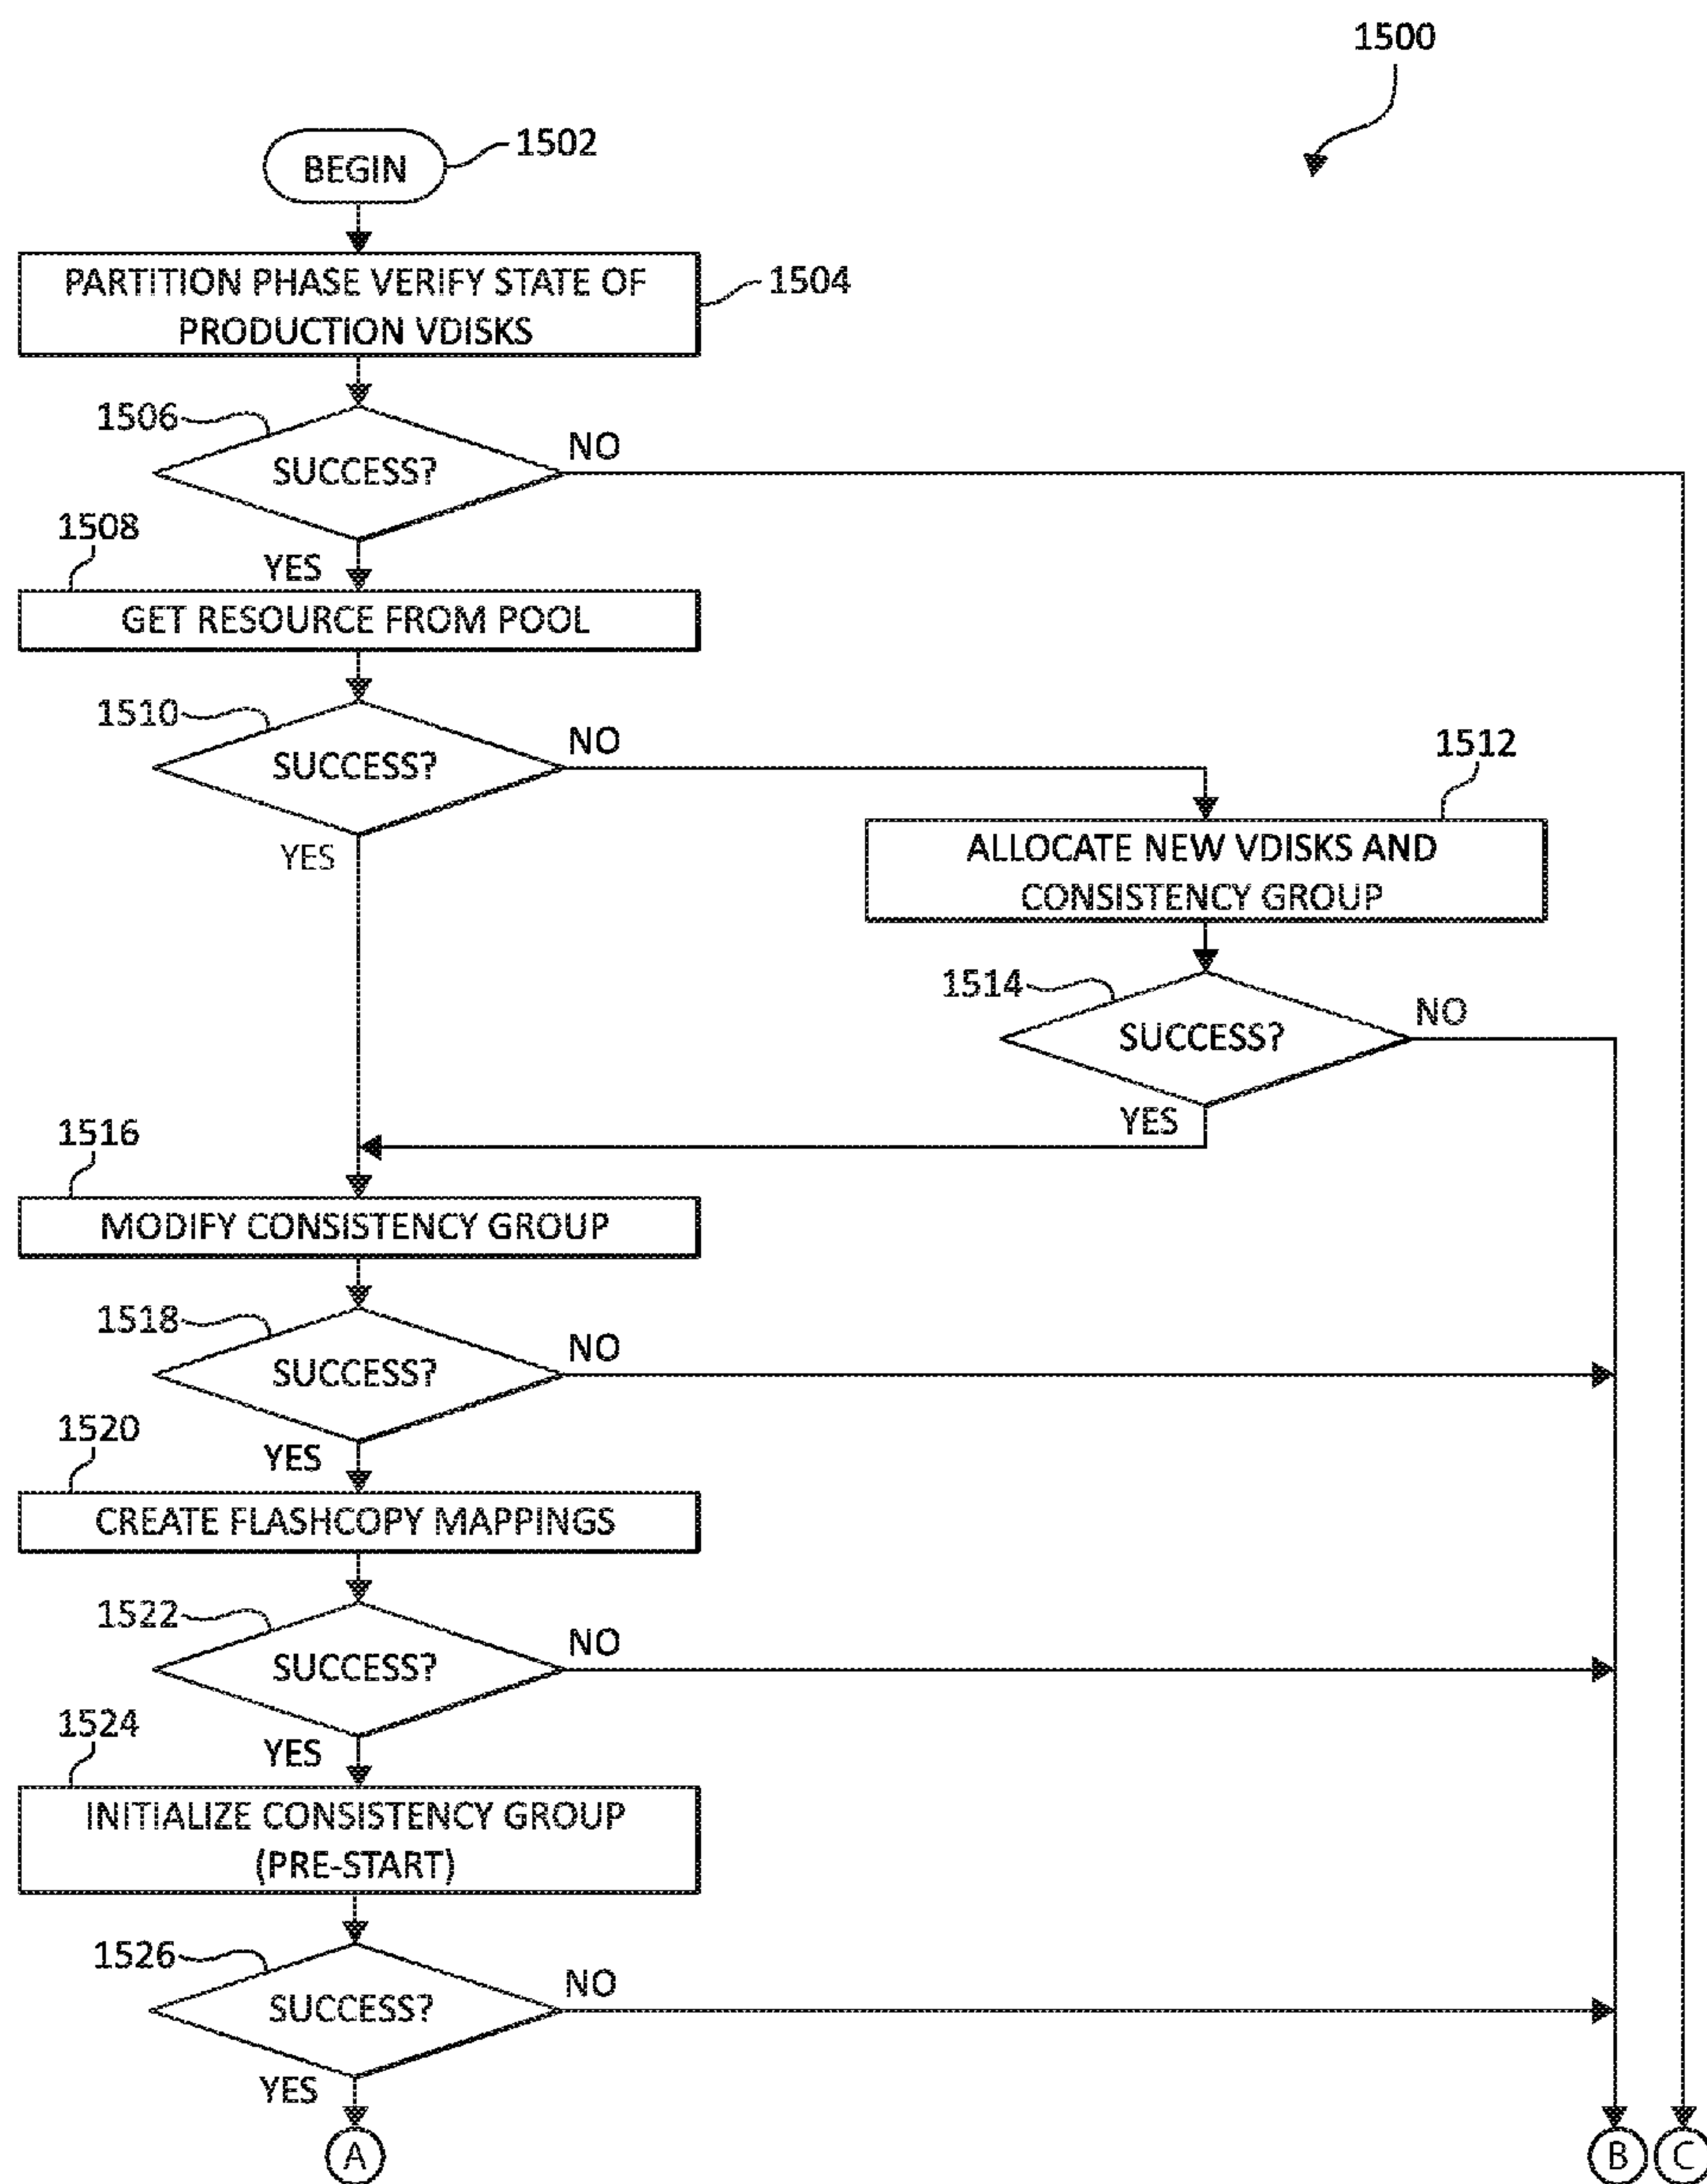 1500
1502
BEGIN
PARTITION PHASE VERIFY STATE OF
PRODUCTION VDISKS
1504
1506
SUCCESS?
NO
1508
YES
GET RESOURCE FROM POOL
1510
SUCCESS?
NO
1512
YES
ALLOCATE NEW VDISKS AND
CONSISTENCY GROUP
1514
SUCCESS?
NO
YES
1516
MODIFY CONSISTENCY GROUP
1518
SUCCESS?
NO
1520
YES
CREATE FLASHCOPY MAPPINGS
1522
SUCCESS?
NO
1524
YES
INITIALIZE CONSISTENCY GROUP
(PRE-START)
1526
SUCCESS?
NO
YES
A
B
C